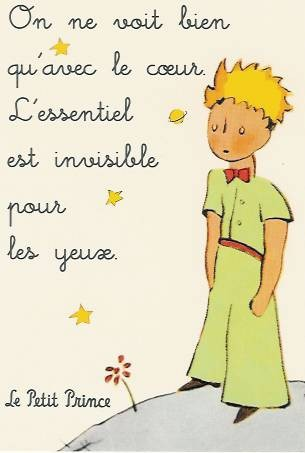 On ne voit bien
qu'avec le cœur.
L'essentiel
est invisible
pour
les yeux.
Le Petit Prince